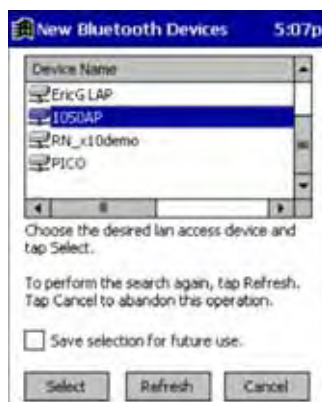 New Bluetooth Devices 5:07p
Device Name
EricG LAP
1050AP
RN_x10demo
PICO
Choose the desired lan access device and
tap Select.
To perform the search again, tap Refresh.
Tap Cancel to abandon this operation.
Save selection for future use.
Select Refresh Cancel